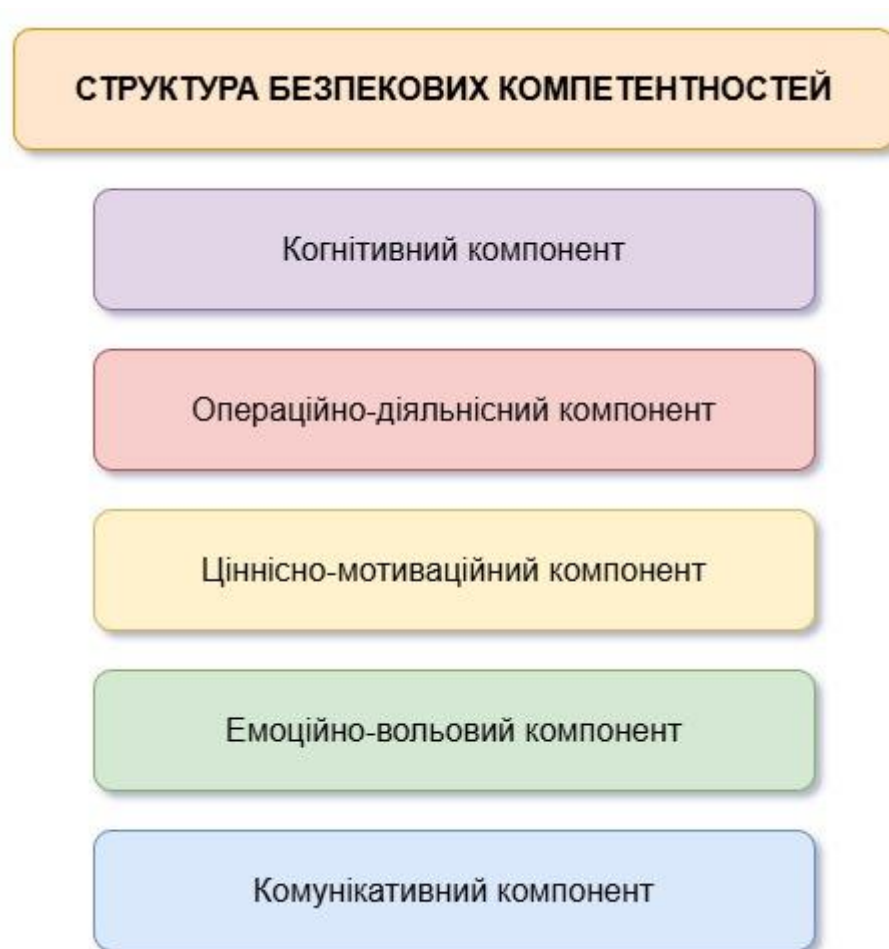 СТРУКТУРА БЕЗПЕКОВИХ КОМПЕТЕНТНОСТЕЙ
Когнітивний компонент
Операційно-діяльнісний компонент
Ціннісно-мотиваційний компонент
Емоційно-вольовий компонент
Комунікативний компонент